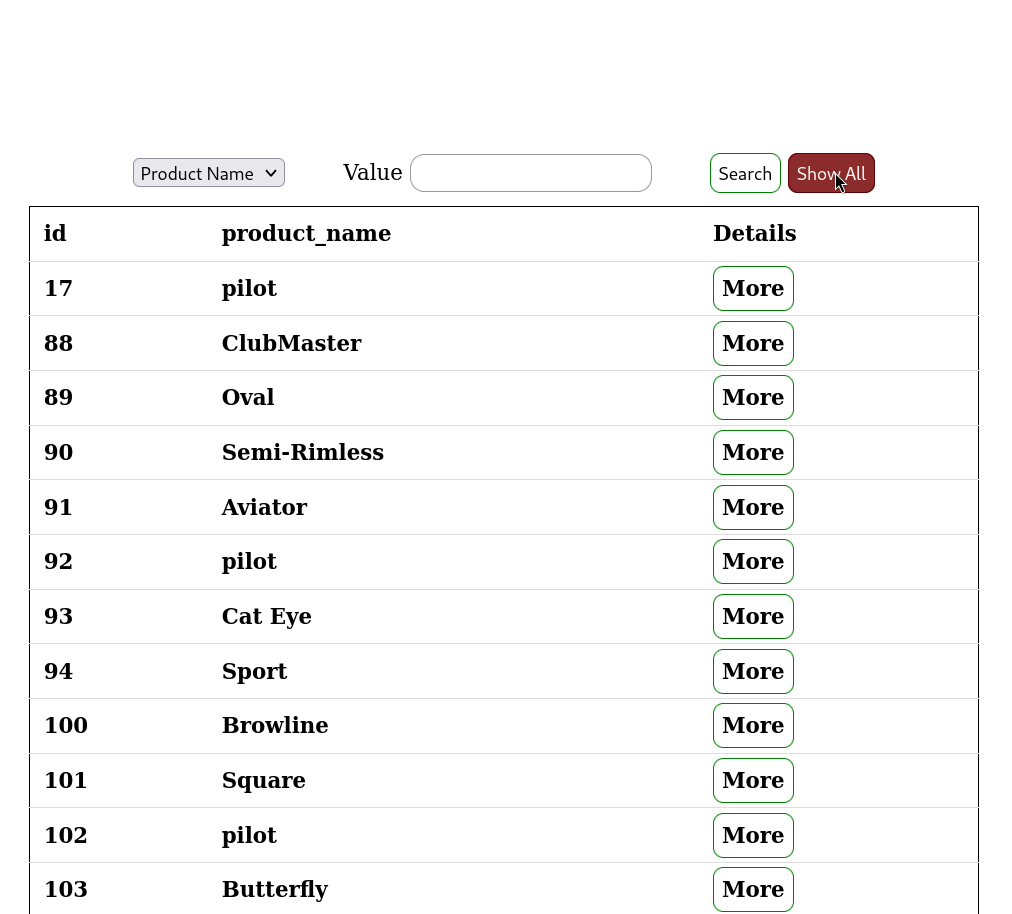 Product Name Value Search Show All
id product_name Details
17 pilot More
88 ClubMaster More
89 Oval More
90 Semi-Rimless More
91 Aviator More
92 pilot More
93 Cat Eye More
94 Sport More
100 Browline More
101 Square More
102 pilot More
103 Butterfly More